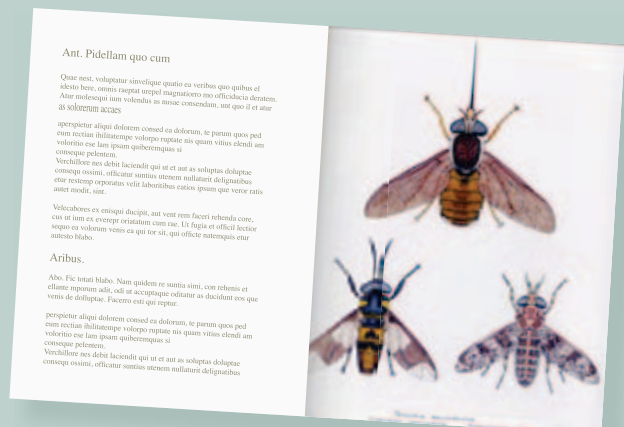 Ant. Pidellam quo cum
Quae nest, voluptatur sinvelique quatio ea veribus quo quibus el
idesto bere, omnis raeptat urepel magnatiorro mo officiducia deratem.
Atur molesequi ium volendus as nusae consendam, unt quo il et atur
as solorerum accaes
aperspictur aliqui dolorem consed ea dolorum, te parum quos ped
eum rectian ihilitatempe volorpo ruptate nis quam vitius elendi am
voloritio ese lam ipsam quiberemquas si
conseque pelentem.
Verchillore nes debit laciendit qui ut et aut as soluptas doluptae
consequ ossimi, officatur suntius utenem nullaturit delignatibus
etur restemp orporatus velit laboritibus eatios ipsam que veror ratis
autet modit, sint.
Velecabores ex enisqui ducipit, aut vent rem faceri rehenda core,
cus ut ium ex everept oriatatum cum rae. Ut fugia et officil lectior
sequo ea volorum venis ea qui tor sit, qui officte natemquis etur
autesto blabo.
Aribus.
Abo. Fic totati blabo. Nam quidem re suntia simi, con rehenis et
ellante mporum adit, odi ut accuptaque oditatur as ducidunt eos que
venis de dolluptae. Facerro esti qui reptur.
perspictur aliqui dolorem consed ea dolorum, te parum quos ped
eum rectian ihilitatempe volorpo ruptate nis quam vitius elendi am
voloritio ese lam ipsam quiberemquas si
conseque pelentem.
Verchillore nes debit laciendit qui ut et aut as soluptas doluptae
consequ ossimi, officatur suntius utenem nullaturit delignatibus